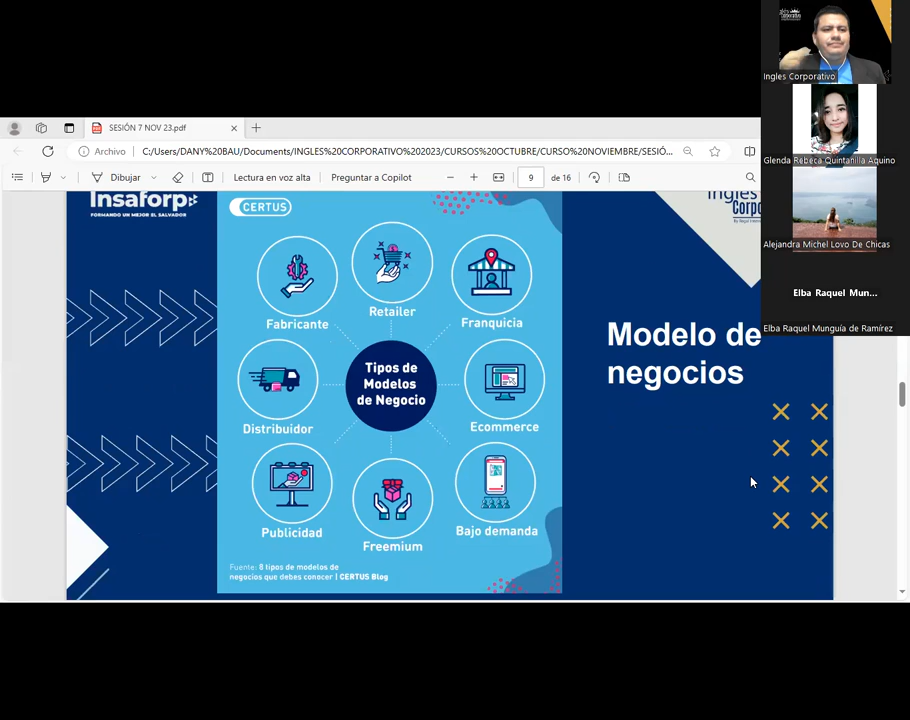 SESIÓN 7 NOV 23.pdf
Archivo
C:/Users/DANY%20BAU/Documents/INGLES%20CORPORATIVO%202023/CURSOS%20OCTUBRE/CURSO%20NOVIEMBRE/SESIÓ...
Dibujar
Lectura en voz alta
Preguntar a Copilot
9
de 16
Insaforp
FORMANDO UN MEJOR EL SALVADOR
CERTUS
Ingles
Corpo
Fabricante
Retailer
Franquicia
Distribuidor
Tipos de
Modelos
de Negocio
Ecommerce
Publicidad
Freemium
Bajo demanda
Fuente: 8 tipos de modelos de
negocios que debes conocer | CERTUS Blog
Modelo de
negocios
Ingles Corporativo
Glenda Rebeca Quintanilla Aquino
Alejandra Michel Lovo De Chicas
Elba Raquel Mun...
Elba Raquel Munguía de Ramírez